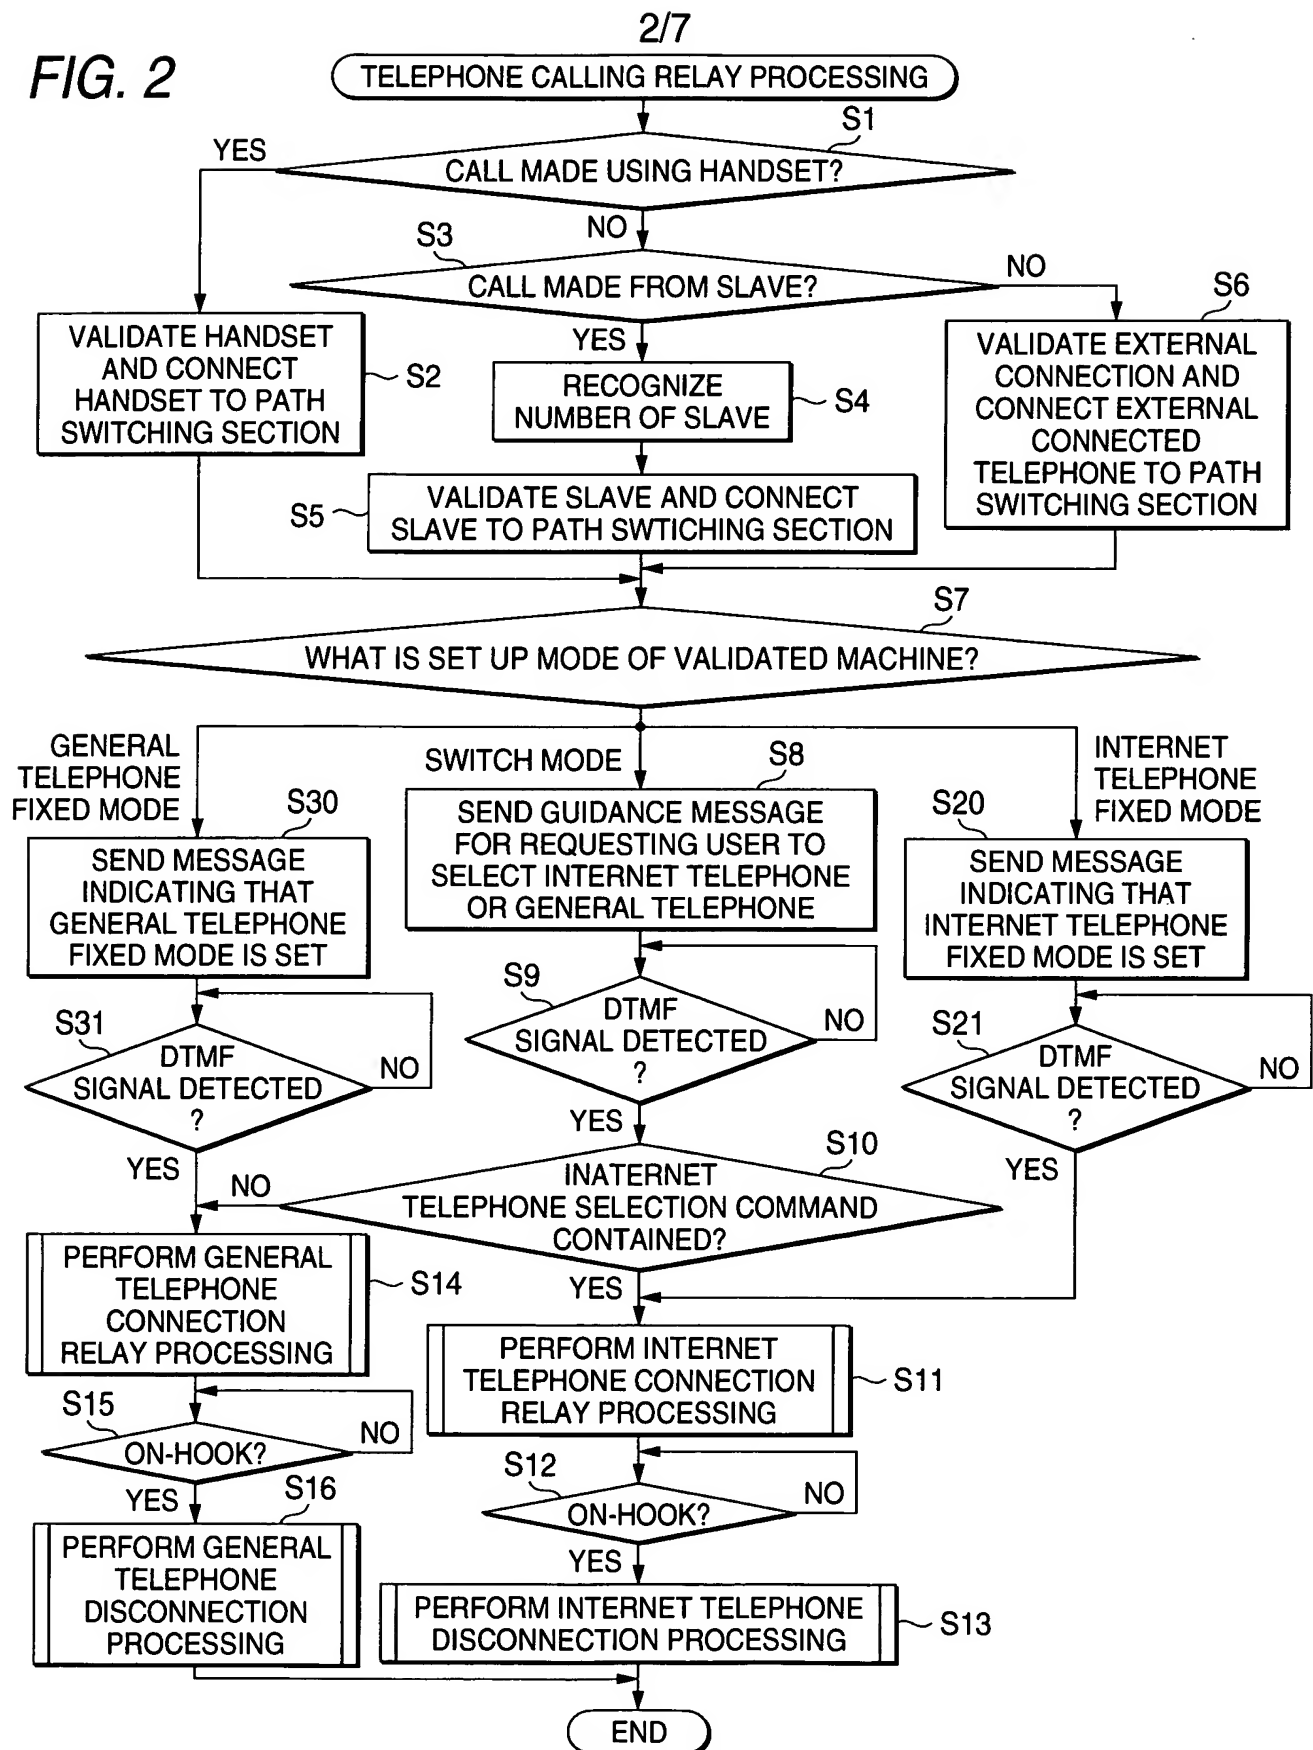 2/7
FIG. 2
TELEPHONE CALLING RELAY PROCESSING
S1
YES
CALL MADE USING HANDSET?
NO
S3
CALL MADE FROM SLAVE?
NO
S6
YES
VALIDATE HANDSET
AND CONNECT
HANDSET TO PATH
SWITCHING SECTION
S2
RECOGNIZE
NUMBER OF SLAVE
S4
VALIDATE EXTERNAL
CONNECTION AND
CONNECT EXTERNAL
CONNECTED
TELEPHONE TO PATH
SWITCHING SECTION
S5
VALIDATE SLAVE AND CONNECT
SLAVE TO PATH SWTICHING SECTION
S7
WHAT IS SET UP MODE OF VALIDATED MACHINE?
GENERAL
TELEPHONE
FIXED MODE
SWITCH MODE
INTERNET
TELEPHONE
FIXED MODE
S30
SEND MESSAGE
INDICATING THAT
GENERAL TELEPHONE
FIXED MODE IS SET
S8
SEND GUIDANCE MESSAGE
FOR REQUESTING USER TO
SELECT INTERNET TELEPHONE
OR GENERAL TELEPHONE
S20
SEND MESSAGE
INDICATING THAT
INTERNET TELEPHONE
FIXED MODE IS SET
S31
DTMF
SIGNAL DETECTED
?
NO
YES
S9
DTMF
SIGNAL DETECTED
?
NO
YES
S21
DTMF
SIGNAL DETECTED
?
NO
YES
S10
INATERNET
TELEPHONE SELECTION COMMAND
CONTAINED?
NO
YES
PERFORM GENERAL
TELEPHONE
CONNECTION
RELAY PROCESSING
S14
PERFORM INTERNET
TELEPHONE CONNECTION
RELAY PROCESSING
S11
S15
ON-HOOK?
NO
YES
S12
ON-HOOK?
NO
YES
S16
PERFORM GENERAL
TELEPHONE
DISCONNECTION
PROCESSING
PERFORM INTERNET TELEPHONE
DISCONNECTION PROCESSING
S13
END